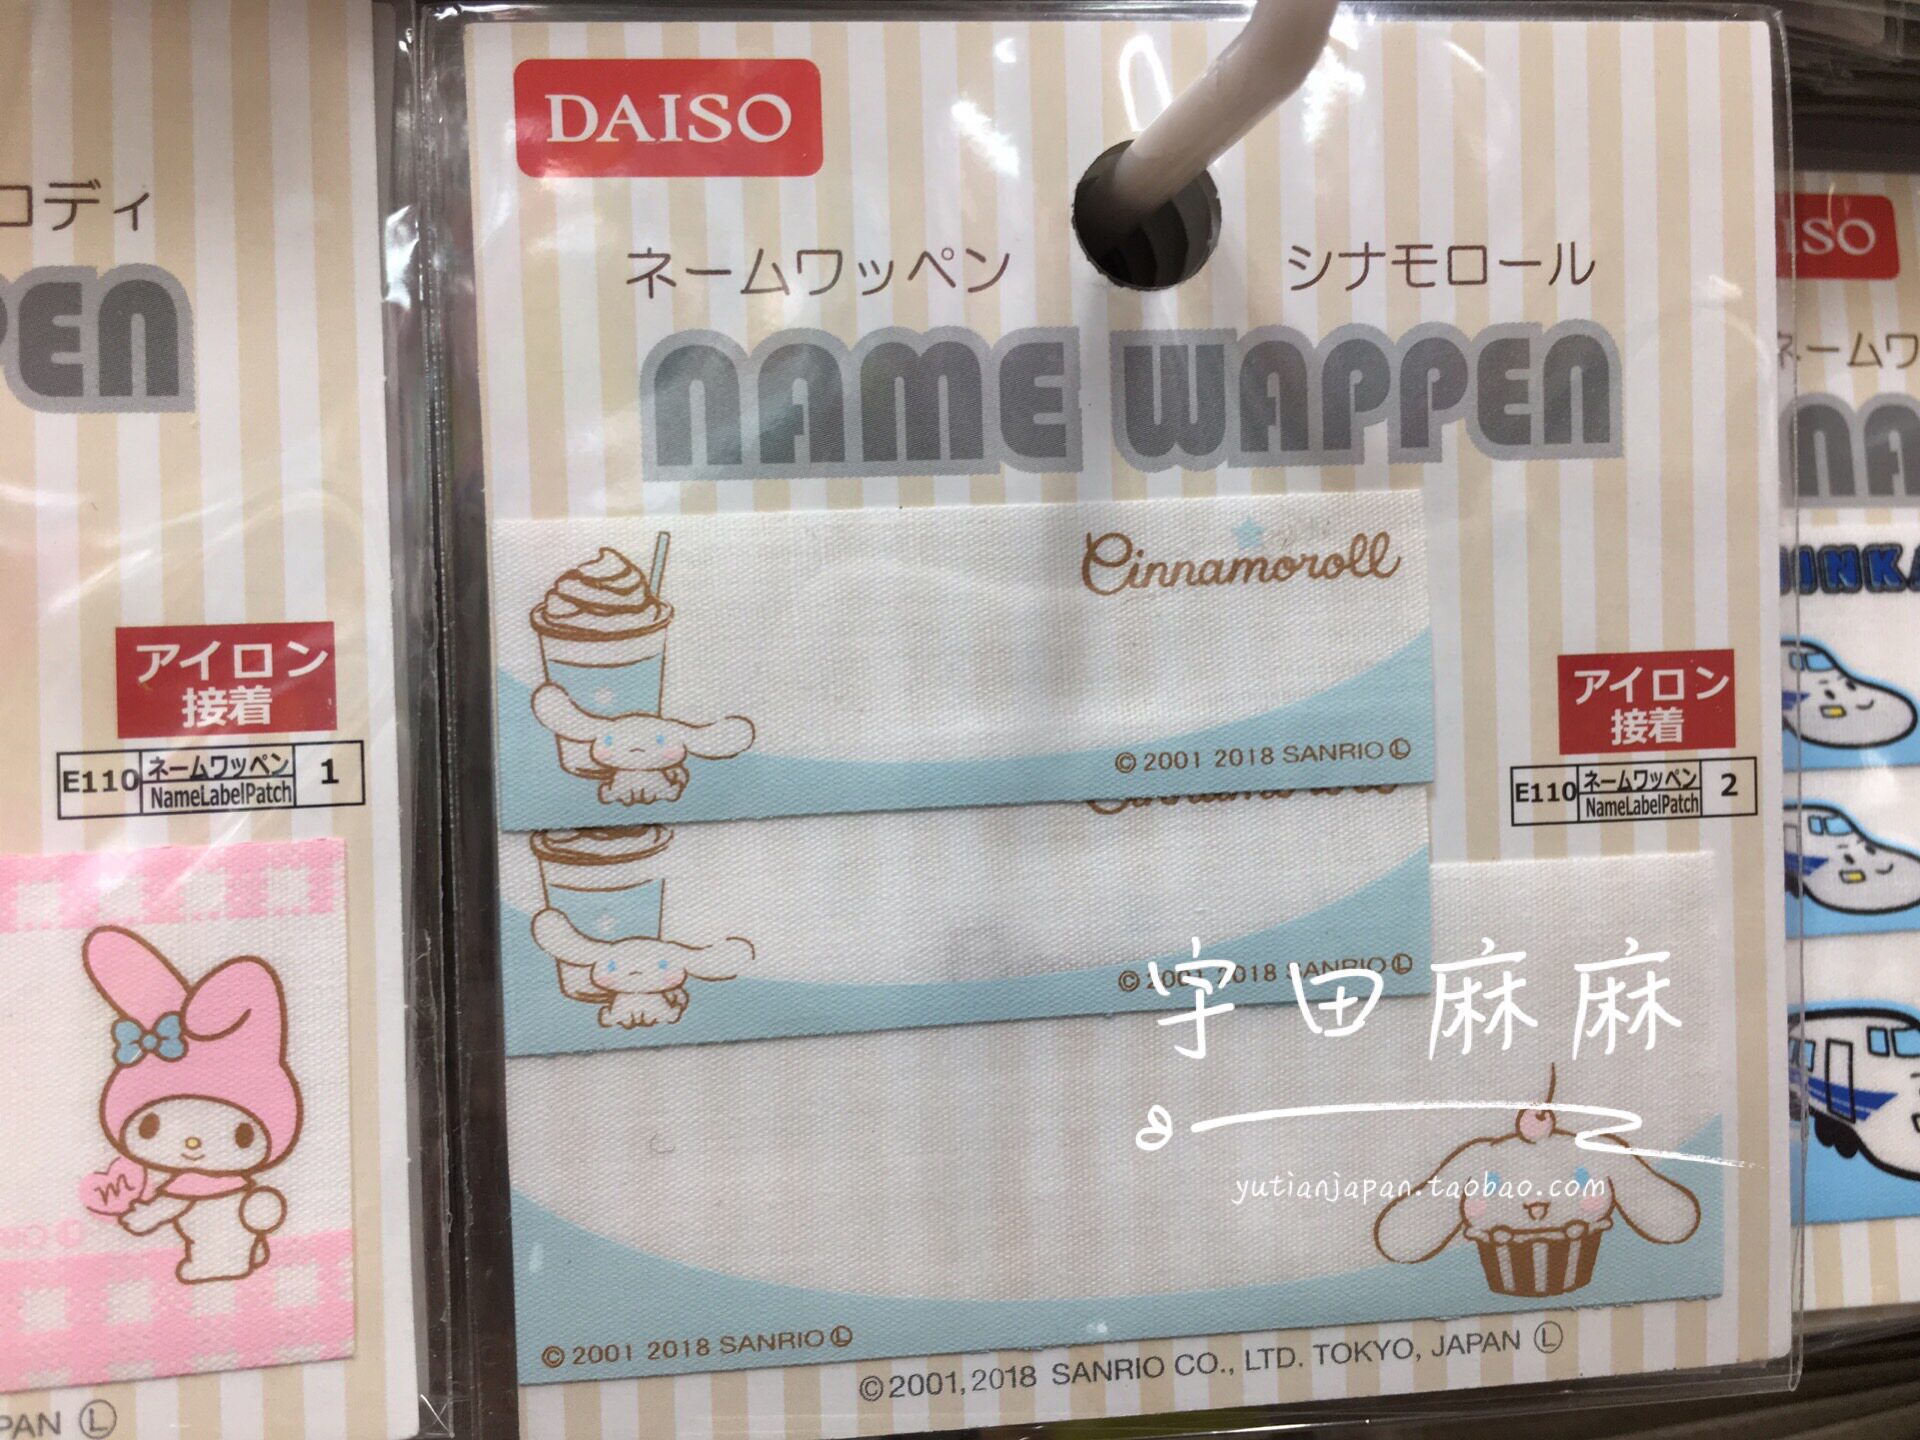 ロディ
PEN
アイロン
接着
E110 ネームワッペン NameLabelPatch 1
m
PAN Ⓛ
DAISO
ネームワッペン シナモロール
NAME WAPPEN
Cinnamoroll
© 2001 2018 SANRIO Ⓛ
アイロン
接着
E110 ネームワッペン NameLabelPatch 2
© 2001 2018 SANRIO Ⓛ
宇田麻麻
yutianjapan.taobao.com
© 2001 2018 SANRIO Ⓛ
©2001,2018 SANRIO CO., LTD. TOKYO, JAPAN Ⓛ
ISO
ネームワ
NA
INKA